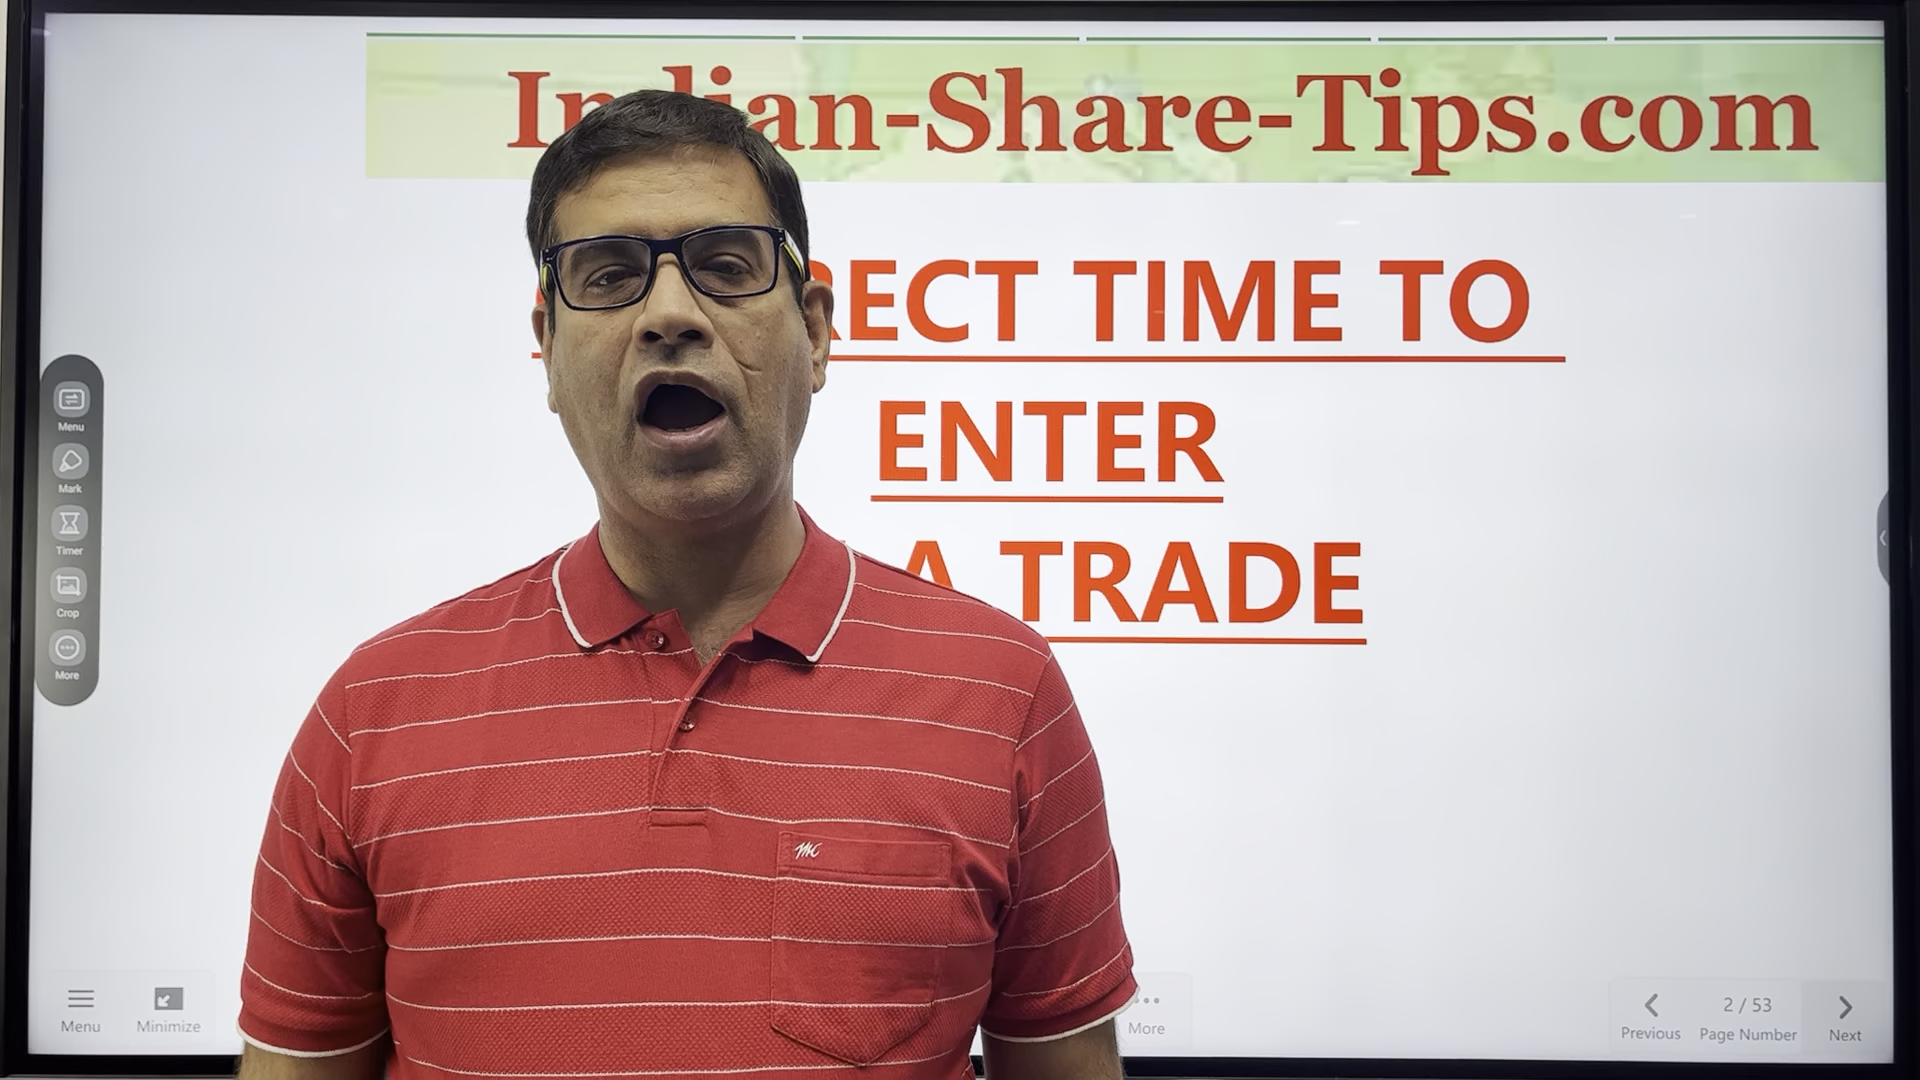 Indian-Share-Tips.com
RECT TIME TO
ENTER
A TRADE
Menu
Mark
Timer
Crop
More
Menu
Minimize
More
2 / 53
Previous
Page Number
Next